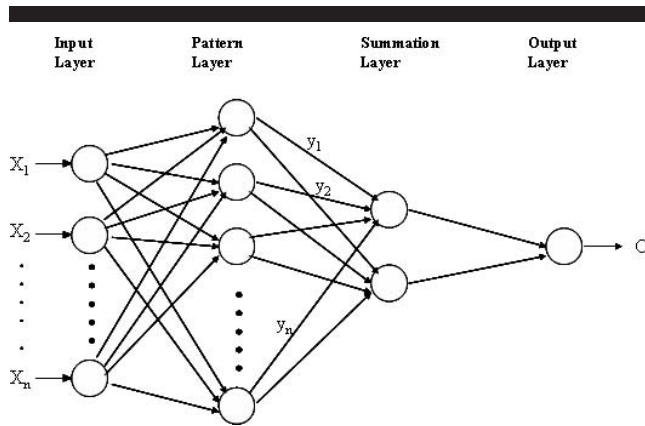 Input Pattern Summation Output
Layer Layer Layer Layer
y₁
X₁
y₂
X₂
yₙ
Xₙ